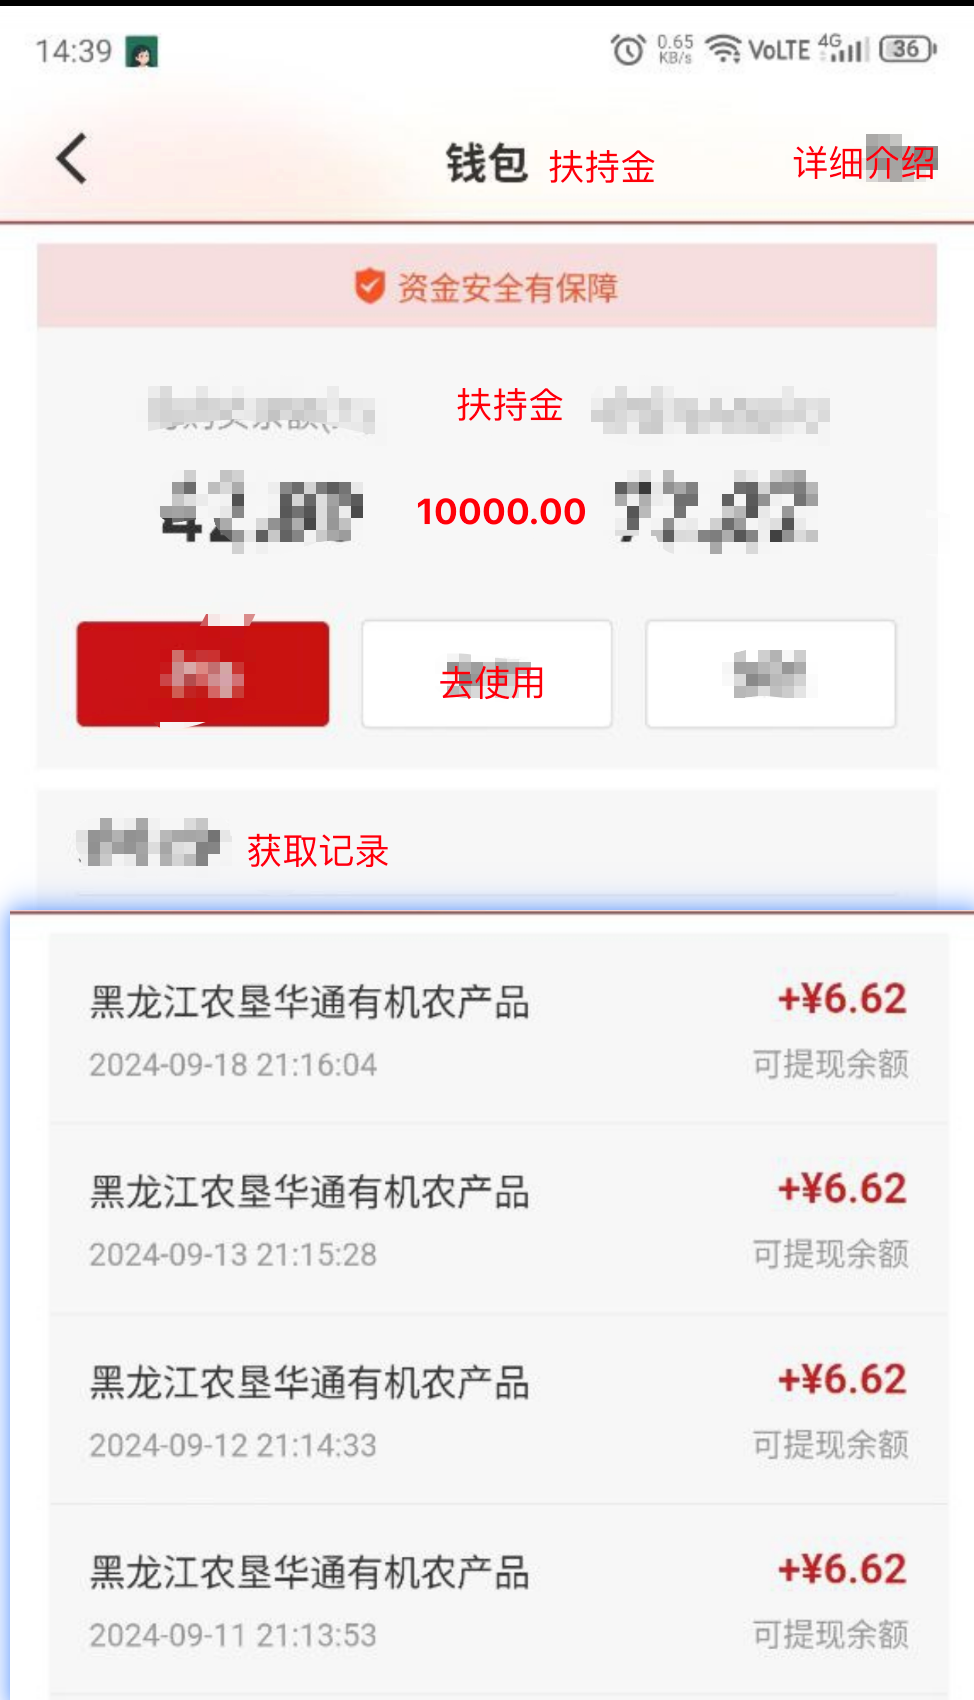 14:39 0.65 KB/s VoLTE 4G 36
钱包 扶持金 详细介绍
资金安全有保障
扶持金
10000.00
去使用
获取记录
黑龙江农垦华通有机农产品 +¥6.62
2024-09-18 21:16:04 可提现余额
黑龙江农垦华通有机农产品 +¥6.62
2024-09-13 21:15:28 可提现余额
黑龙江农垦华通有机农产品 +¥6.62
2024-09-12 21:14:33 可提现余额
黑龙江农垦华通有机农产品 +¥6.62
2024-09-11 21:13:53 可提现余额